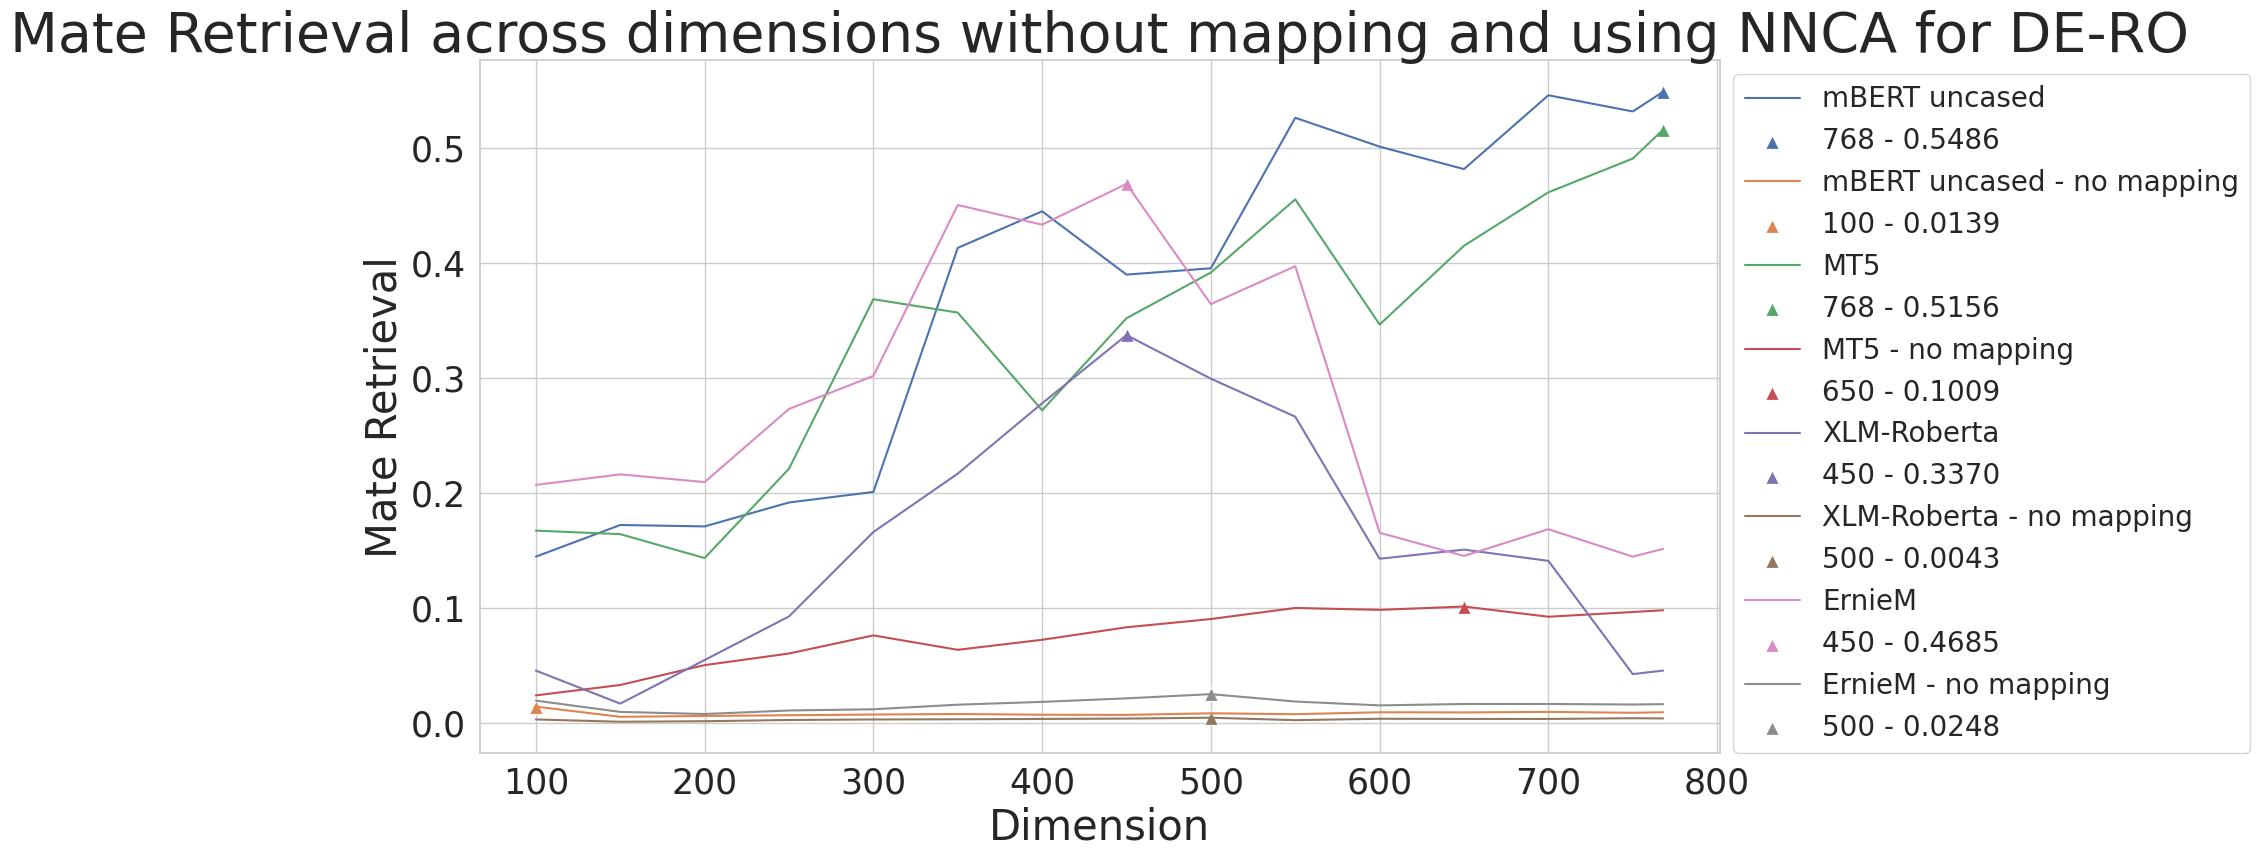 Mate Retrieval across dimensions without mapping and using NNCA for DE-RO
Mate Retrieval
0.5
0.4
0.3
0.2
0.1
0.0
100 200 300 400 500 600 700 800
Dimension
mBERT uncased
768 - 0.5486
mBERT uncased - no mapping
100 - 0.0139
MT5
768 - 0.5156
MT5 - no mapping
650 - 0.1009
XLM-Roberta
450 - 0.3370
XLM-Roberta - no mapping
500 - 0.0043
ErnieM
450 - 0.4685
ErnieM - no mapping
500 - 0.0248